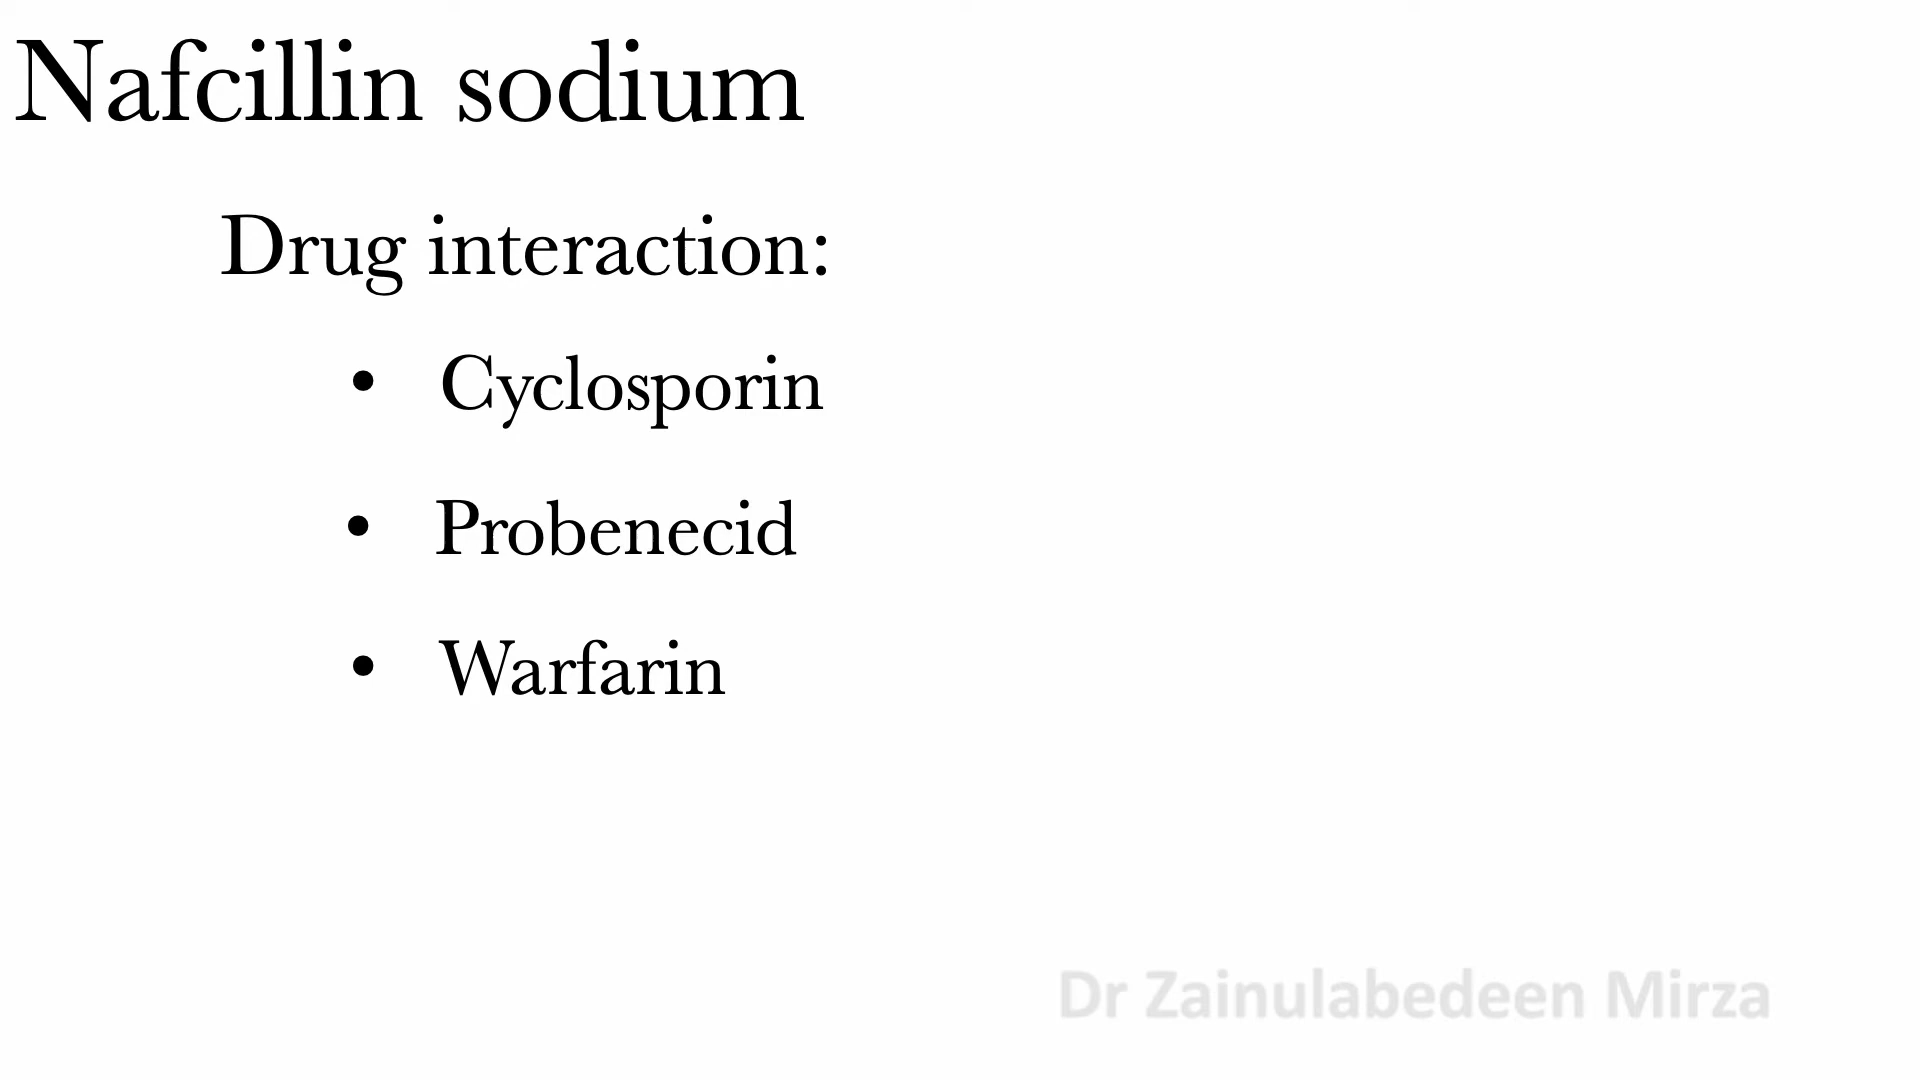 Nafcillin sodium
Drug interaction:
• Cyclosporin
• Probenecid
• Warfarin
Dr Zainulabedeen Mirza